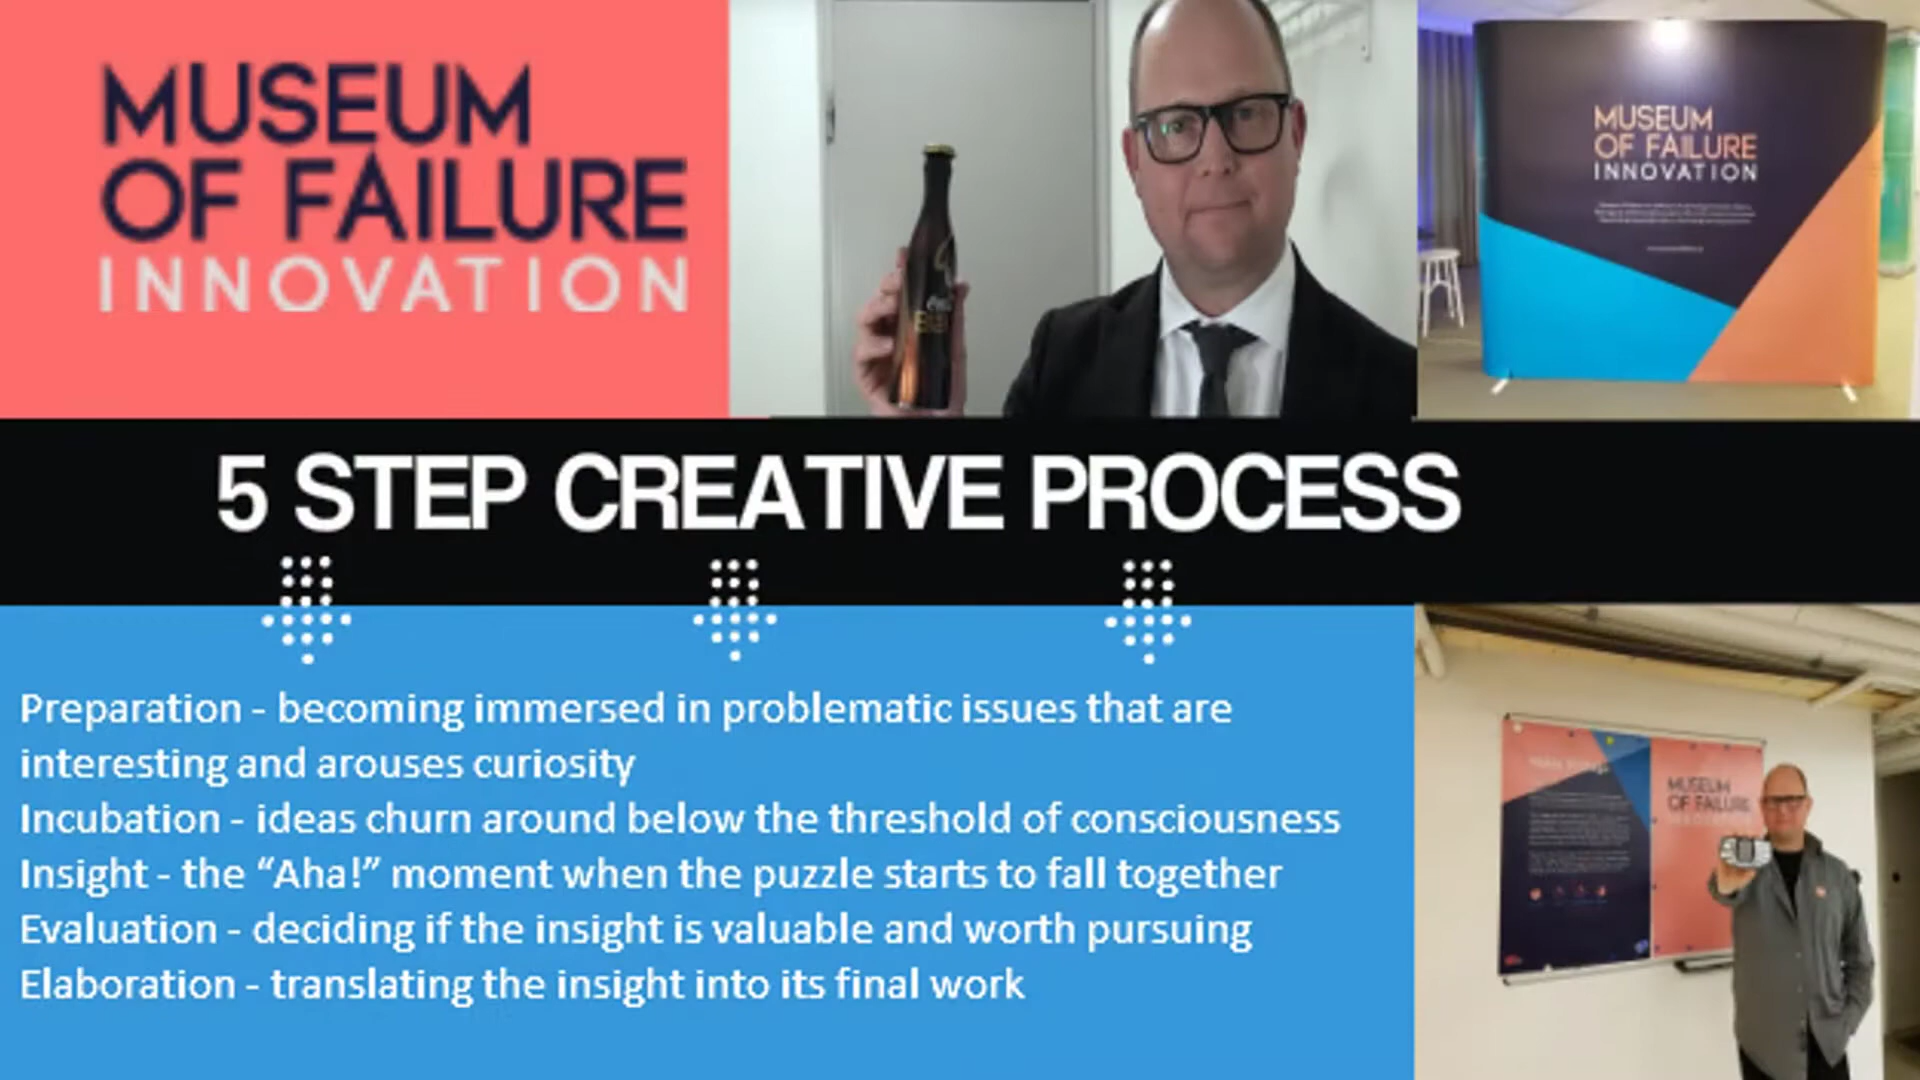 MUSEUM
OF FAILURE
INNOVATION
MUSEUM
OF FAILURE
INNOVATION
5 STEP CREATIVE PROCESS
Preparation - becoming immersed in problematic issues that are
interesting and arouses curiosity
Incubation - ideas churn around below the threshold of consciousness
Insight - the “Aha!” moment when the puzzle starts to fall together
Evaluation - deciding if the insight is valuable and worth pursuing
Elaboration - translating the insight into its final work
MUSEUM
OF FAILURE